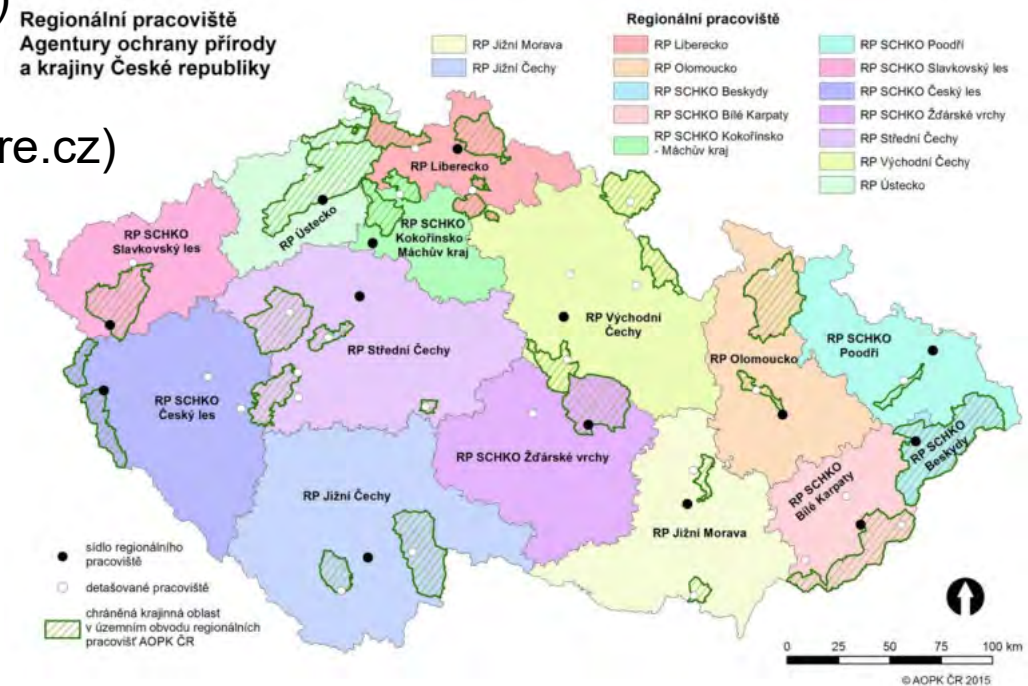 )
Regionální pracoviště
Agentury ochrany přírody
a krajiny České republiky
re.cz)
Regionální pracoviště
RP Jižní Morava
RP Jižní Čechy
RP Liberecko
RP Olomoucko
RP SCHKO Beskydy
RP SCHKO Bílé Karpaty
RP SCHKO Kokořínsko
- Máchův kraj
RP SCHKO Poodří
RP SCHKO Slavkovský les
RP SCHKO Český les
RP SCHKO Žďárské vrchy
RP Střední Čechy
RP Východní Čechy
RP Ústecko
RP Liberecko
RP Ústecko
RP SCHKO
Kokořínsko
Máchův kraj
RP SCHKO
Slavkovský les
RP Východní
Čechy
RP Střední Čechy
RP Olomoucko
RP SCHKO
Poodří
RP SCHKO
Český les
RP SCHKO
Beskydy
RP SCHKO Žďárské vrchy
RP SCHKO
Bílé Karpaty
RP Jižní Čechy
RP Jižní Morava
sídlo regionálního
pracoviště
detašované pracoviště
chráněná krajinná oblast
v územním obvodu regionálních
pracovišť AOPK ČR
0 25 50 75 100 km
© AOPK ČR 2015